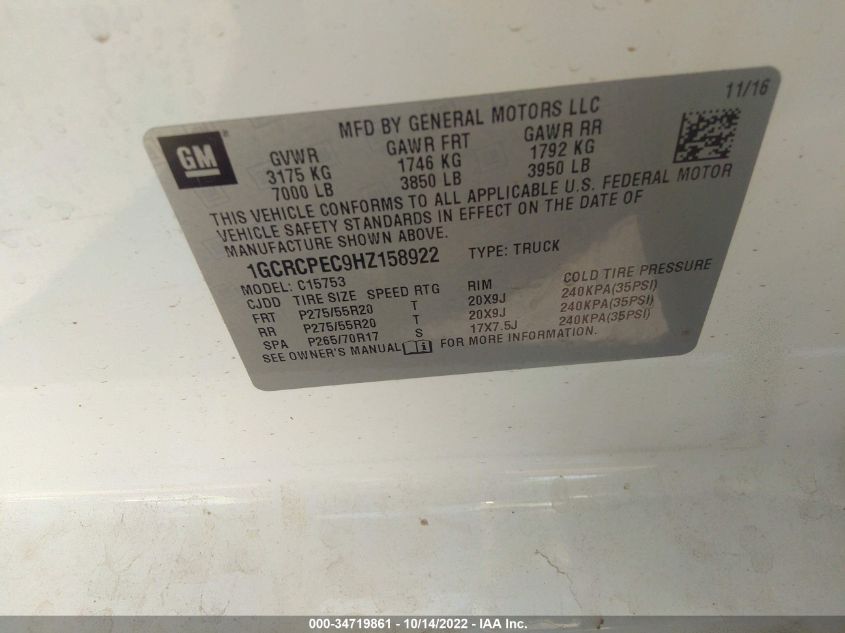 11/16
MFD BY GENERAL MOTORS LLC
GM ®
GVWR GAWR FRT GAWR RR
3175 KG 1746 KG 1792 KG
7000 LB 3850 LB 3950 LB
THIS VEHICLE CONFORMS TO ALL APPLICABLE U.S. FEDERAL MOTOR
VEHICLE SAFETY STANDARDS IN EFFECT ON THE DATE OF
MANUFACTURE SHOWN ABOVE.
1GCRCPEC9HZ158922 TYPE: TRUCK
MODEL: C15753
CJDD TIRE SIZE SPEED RTG RIM COLD TIRE PRESSURE
FRT P275/55R20 T 20X9J 240KPA(35PSI)
RR P275/55R20 T 20X9J 240KPA(35PSI)
SPA P265/70R17 S 17X7.5J 240KPA(35PSI)
SEE OWNER'S MANUAL i FOR MORE INFORMATION.
000-34719861 - 10/14/2022 - IAA Inc.